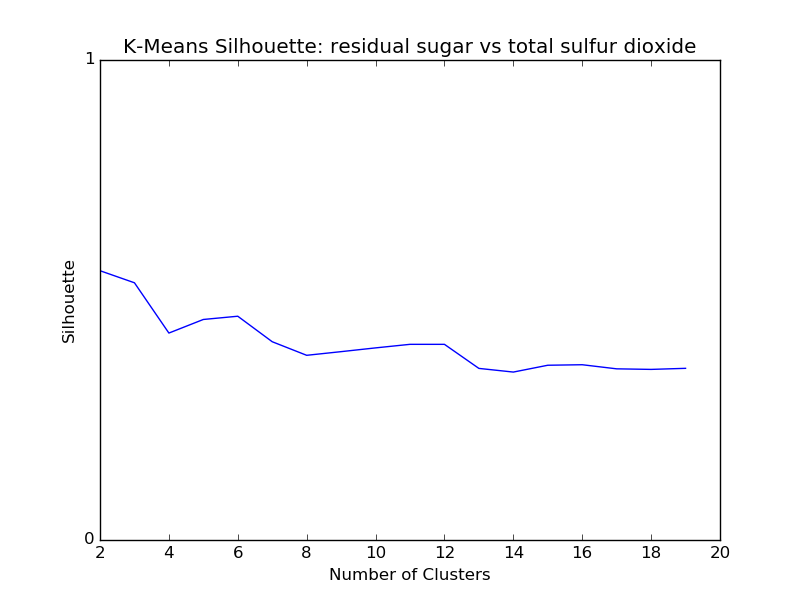 K-Means Silhouette: residual sugar vs total sulfur dioxide
1
Silhouette
0
2 4 6 8 10 12 14 16 18 20
Number of Clusters